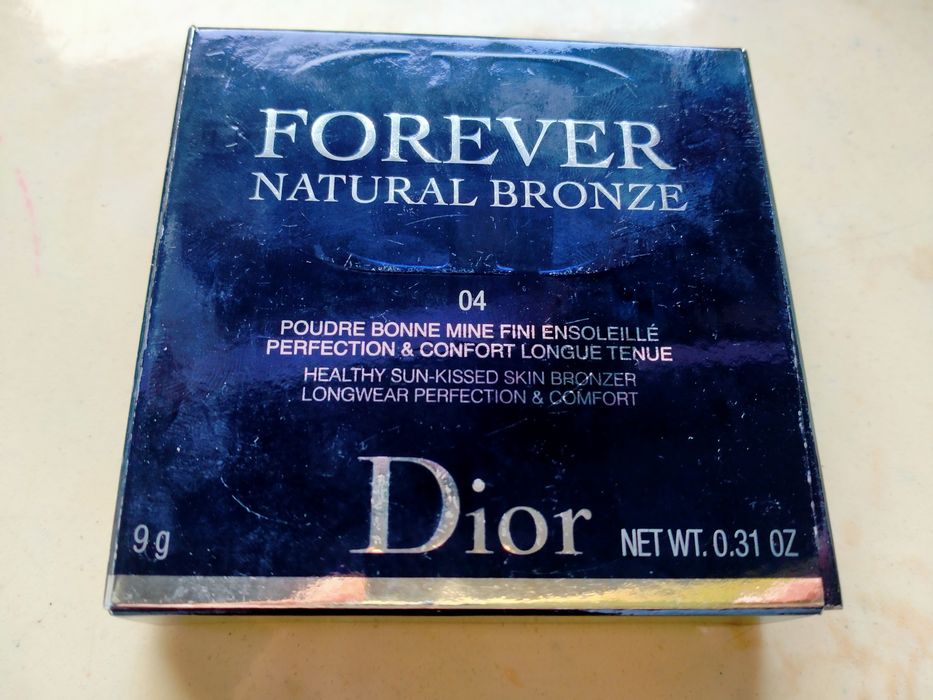 FOREVER
NATURAL BRONZE
04
POUDRE BONNE MINE FINI ENSOLEILLÉ
PERFECTION & CONFORT LONGUE TENUE
HEALTHY SUN-KISSED SKIN BRONZER
LONGWEAR PERFECTION & COMFORT
9 g
Dior
NET WT. 0.31 OZ